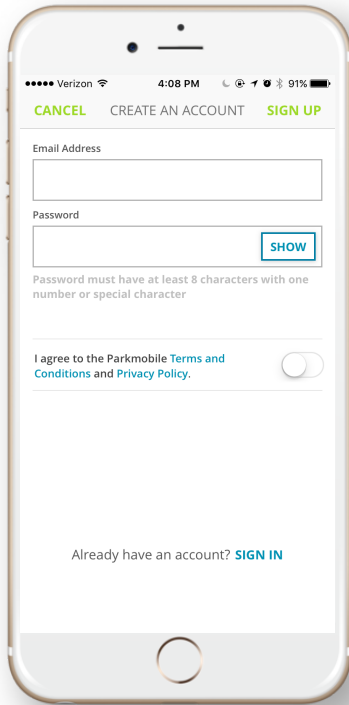 Verizon 4:08 PM 91%
CANCEL CREATE AN ACCOUNT SIGN UP
Email Address
Password
SHOW
Password must have at least 8 characters with one
number or special character
I agree to the Parkmobile Terms and
Conditions and Privacy Policy.
Already have an account? SIGN IN